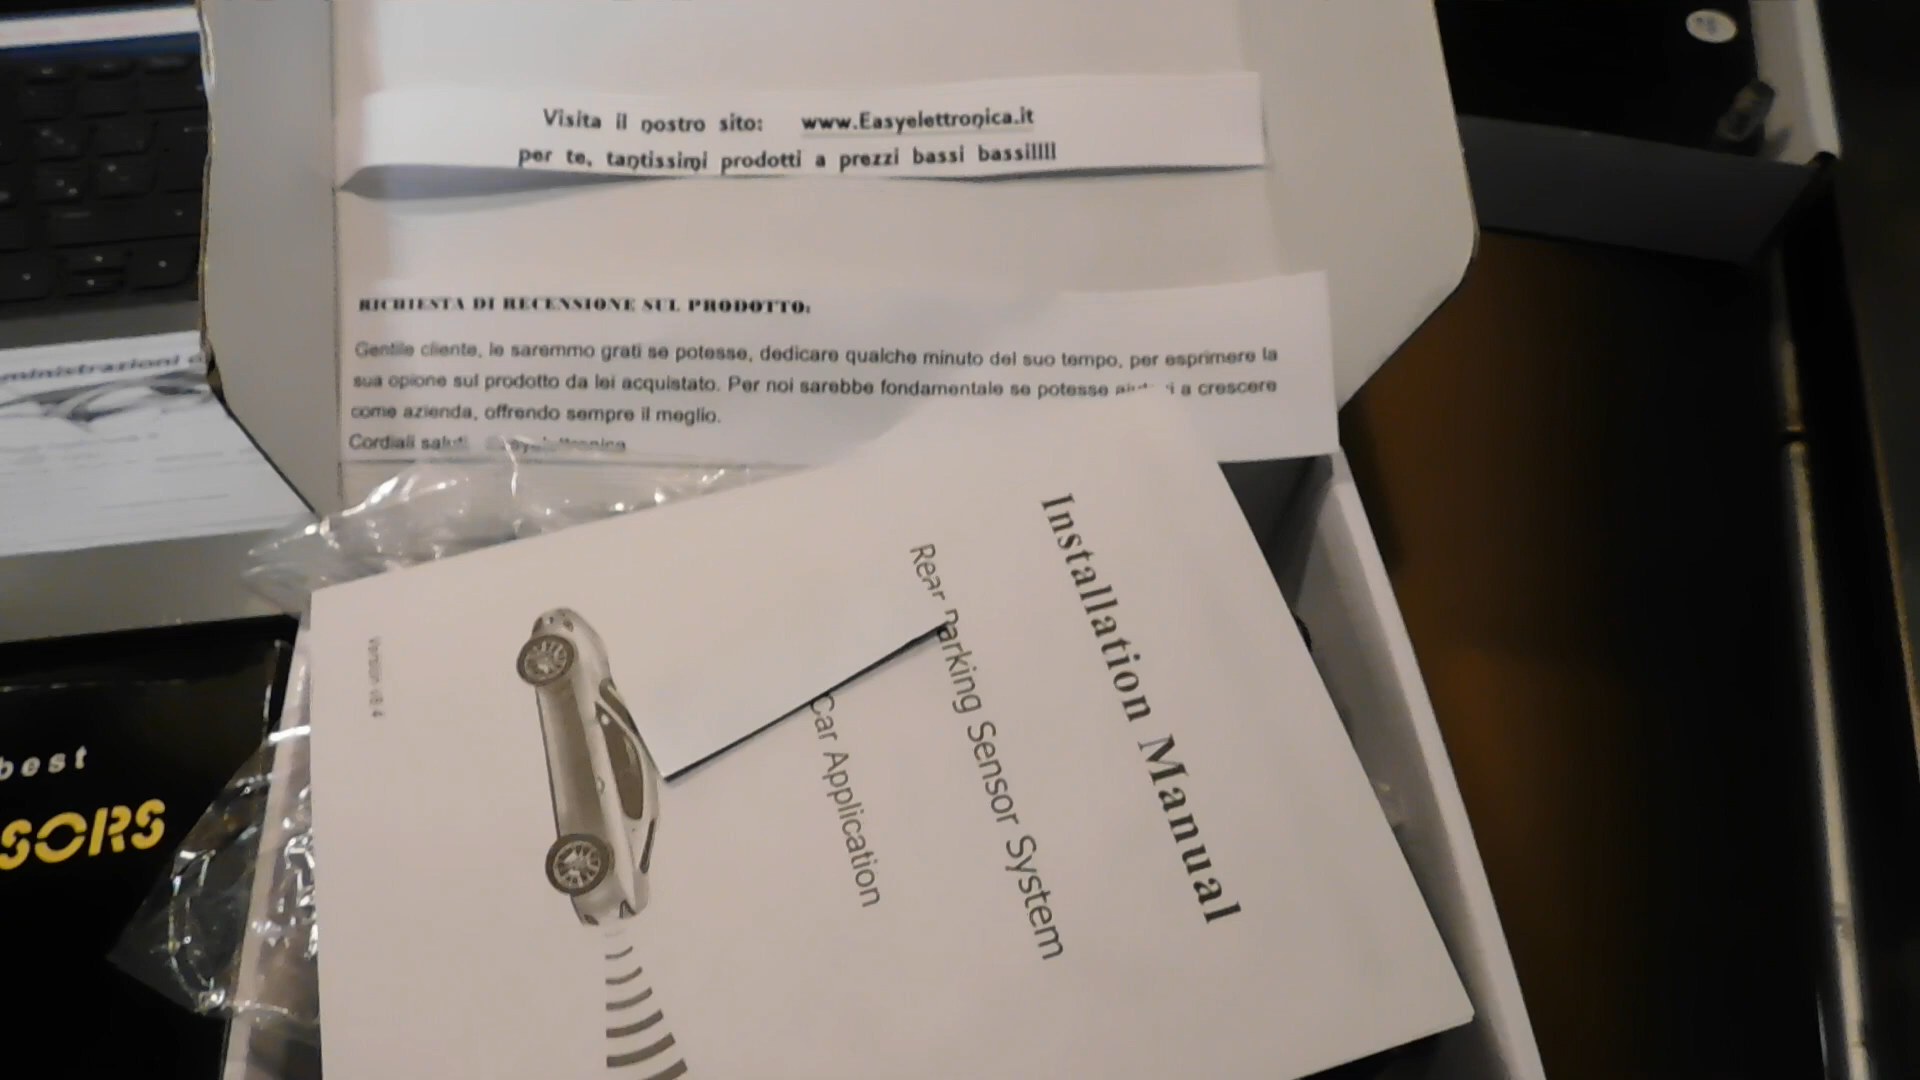 Visita il nostro sito: www.Easyelettronica.it
per te, tantissimi prodotti a prezzi bassi bassi!!!!
RICHIESTA DI RECENSIONE SUL PRODOTTO:
Gentile cliente, le saremmo grati se potesse, dedicare qualche minuto del suo tempo, per esprimere la
sua opione sul prodotto da lei acquistato. Per noi sarebbe fondamentale se potesse a crescere
come azienda, offrendo sempre il meglio.
Cordiali saluti
ministrazioni
Installation Manual
Rear parking Sensor System
Car Application
Version
best
SORS